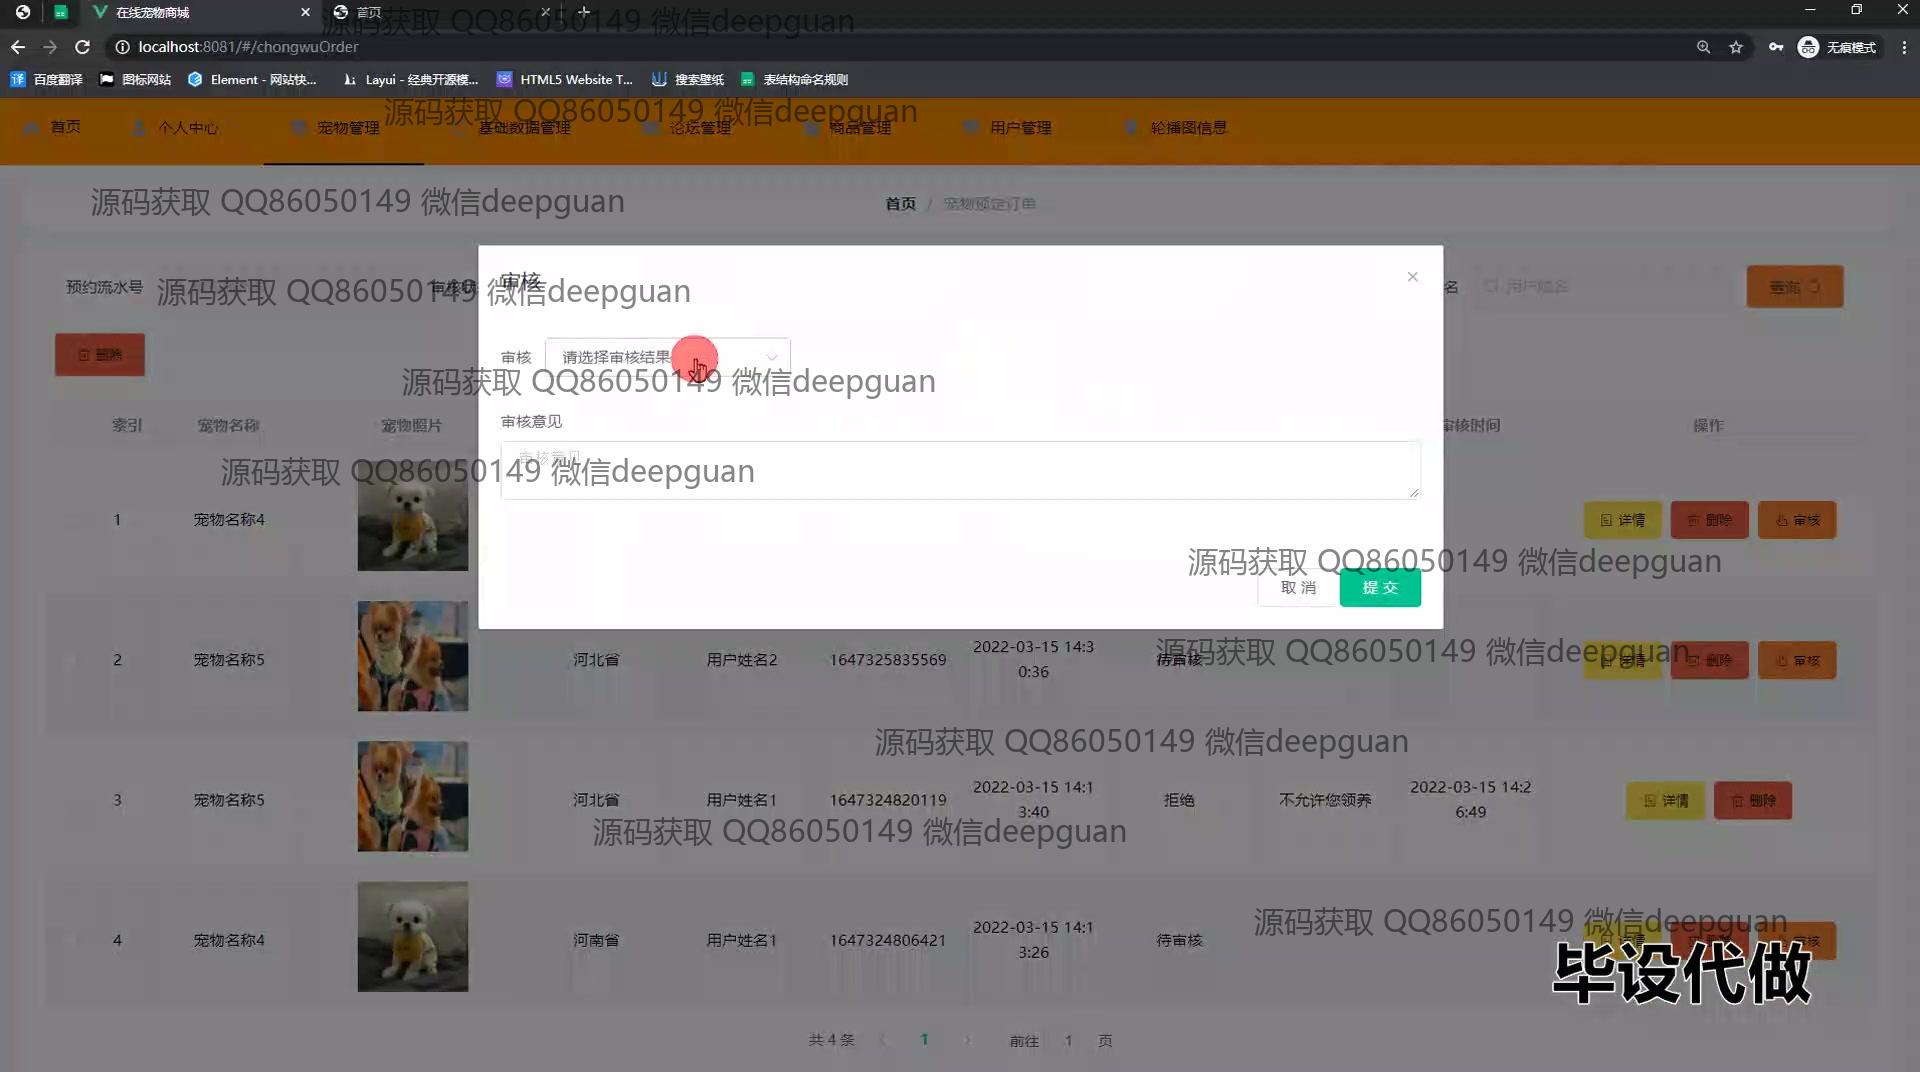 在线宠物商城
首页
源码获取 QQ86050149 微信deepguan
localhost:8081/#/chongwuOrder
无痕模式
百度翻译
图标网站
Element - 网站快...
Layui - 经典开源模...
HTML5 Website T...
搜索壁纸
表结构命名规则
源码获取 QQ86050149 微信deepguan
首页
个人中心
宠物管理
基础数据管理
论坛管理
商品管理
用户管理
轮播图信息
源码获取 QQ86050149 微信deepguan
首页 / 宠物预定订单
预约流水号
源码获取 QQ86050149 微信deepguan
审核
名
用户姓名
查询
删除
审核
请选择审核结果
源码获取 QQ86050149 微信deepguan
审核意见
审核意见
索引
宠物名称
宠物照片
审核时间
操作
源码获取 QQ86050149 微信deepguan
1
宠物名称4
详情
删除
审核
源码获取 QQ86050149 微信deepguan
取 消
提 交
2
宠物名称5
河北省
用户姓名2
1647325835569
2022-03-15 14:3
0:36
待审核
详情
删除
审核
源码获取 QQ86050149 微信deepguan
源码获取 QQ86050149 微信deepguan
3
宠物名称5
河北省
用户姓名1
1647324820119
2022-03-15 14:1
3:40
拒绝
不允许您领养
2022-03-15 14:2
6:49
详情
删除
源码获取 QQ86050149 微信deepguan
4
宠物名称4
河南省
用户姓名1
1647324806421
2022-03-15 14:1
3:26
待审核
审核
源码获取 QQ86050149 微信deepguan
毕设代做
共 4 条
1
前往
1
页